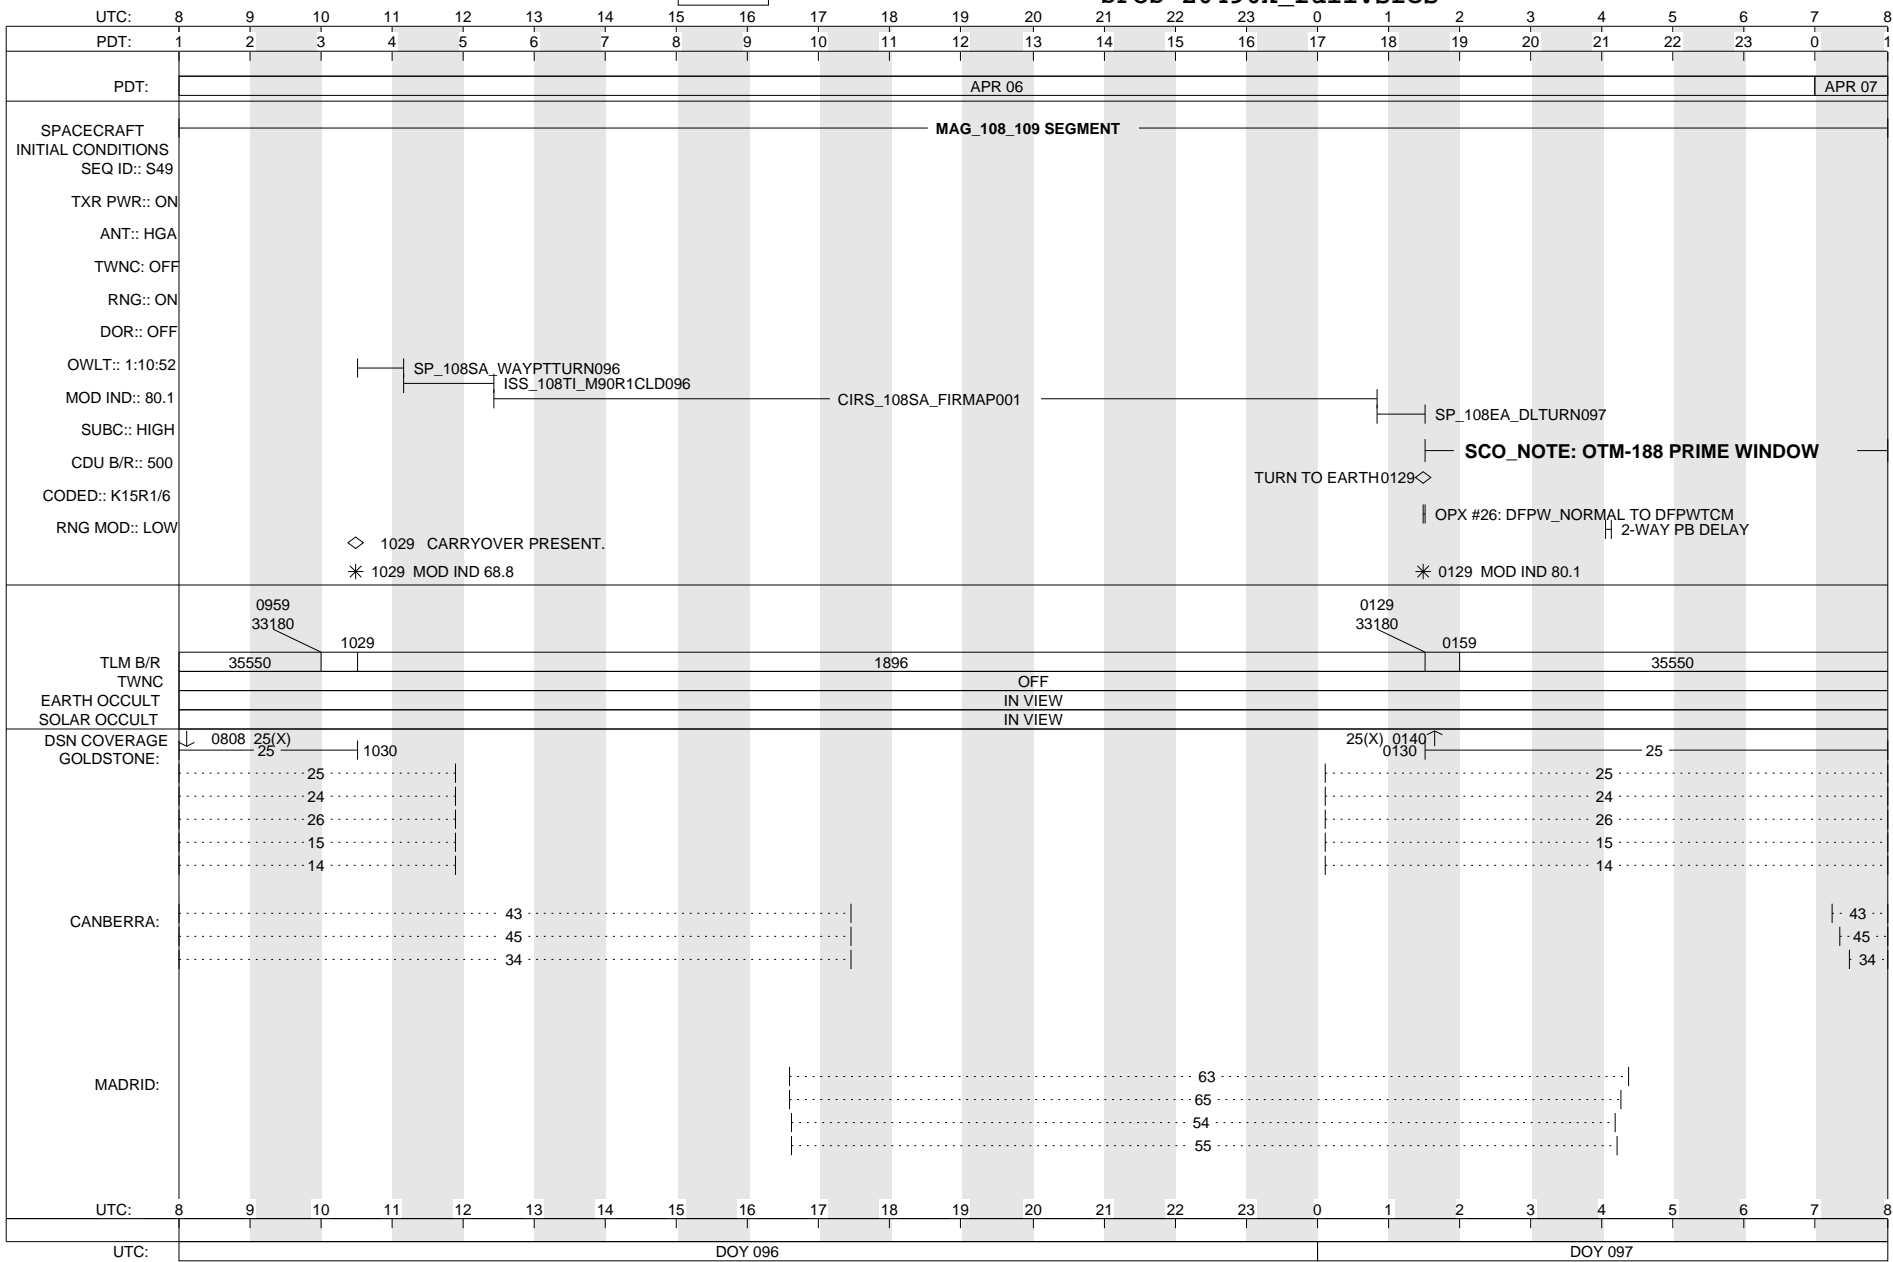 UTC: 8 9 10 11 12 13 14 15 16 17 18 19 20 21 22 23 0 1 2 3 4 5 6 7 8
PDT: 1 2 3 4 5 6 7 8 9 10 11 12 13 14 15 16 17 18 19 20 21 22 23 0 1
PDT: APR 06 APR 07
SPACECRAFT
INITIAL CONDITIONS
MAG_108_109 SEGMENT
SEQ ID:: S49
TXR PWR:: ON
ANT:: HGA
TWNC: OFF
RNG:: ON
DOR:: OFF
OWLT:: 1:10:52
SP_108SA_WAYPTTURN096
ISS_108TI_M90R1CLD096
MOD IND:: 80.1
CIRS_108SA_FIRMAP001
SP_108EA_DLTURN097
SUBC:: HIGH
SCO_NOTE: OTM-188 PRIME WINDOW
CDU B/R:: 500
TURN TO EARTH 0129
CODED:: K15R1/6
OPX #26: DFPW_NORMAL TO DFPWTCM
RNG MOD:: LOW
2-WAY PB DELAY
1029 CARRYOVER PRESENT.
1029 MOD IND 68.8
0129 MOD IND 80.1
0959
33180
1029
0129
33180
0159
TLM B/R 35550 1896 35550
TWNC OFF
EARTH OCCULT IN VIEW
SOLAR OCCULT IN VIEW
DSN COVERAGE
GOLDSTONE:
0808 25(X)
25 1030
25(X) 0140
0130 25
25 25
24 24
26 26
15 15
14 14
CANBERRA:
43 43
45 45
34 34
MADRID:
63
65
54
55
UTC: 8 9 10 11 12 13 14 15 16 17 18 19 20 21 22 23 0 1 2 3 4 5 6 7 8
UTC: DOY 096 DOY 097